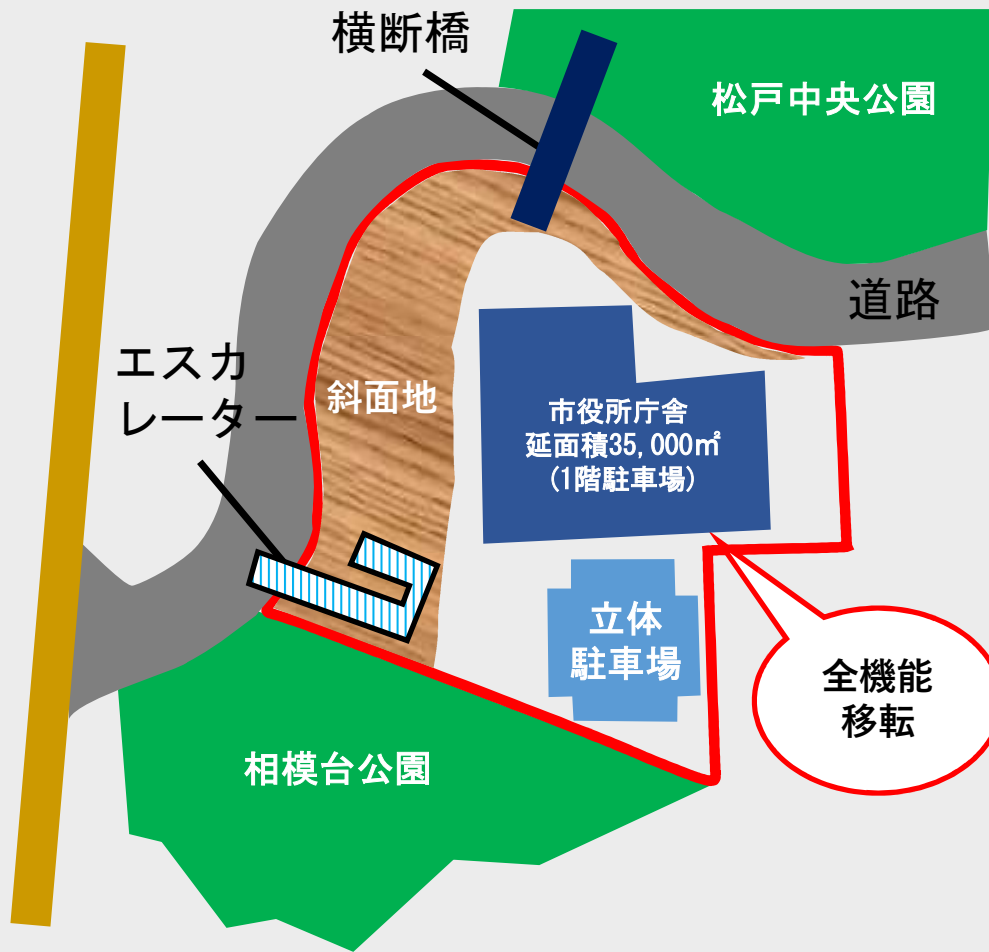 横断橋
松戸中央公園
道路
エスカ
レーター
斜面地
市役所庁舎
延面積35,000㎡
(1階駐車場)
立体
駐車場
全機能
移転
相模台公園